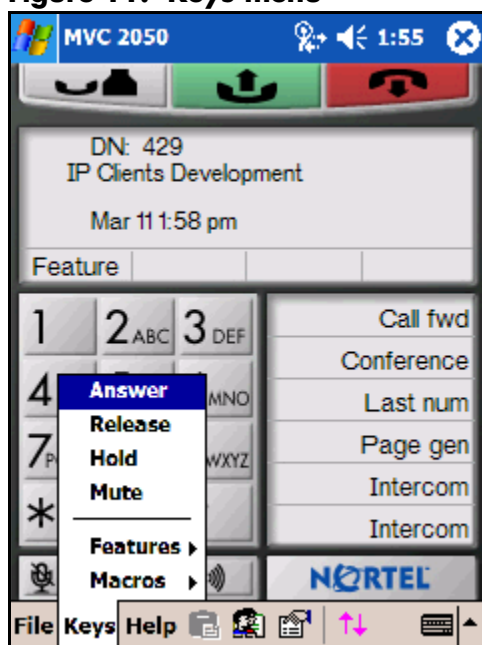 Figure 11. Keys menu
MVC 2050 1:55
DN: 429
IP Clients Development
Mar 11 1:58 pm
Feature
1 2 ABC 3 DEF
4 MNO
7 P WXYZ
*
Call fwd
Conference
Last num
Page gen
Intercom
Intercom
Answer
Release
Hold
Mute
Features
Macros
NORTEL
File Keys Help